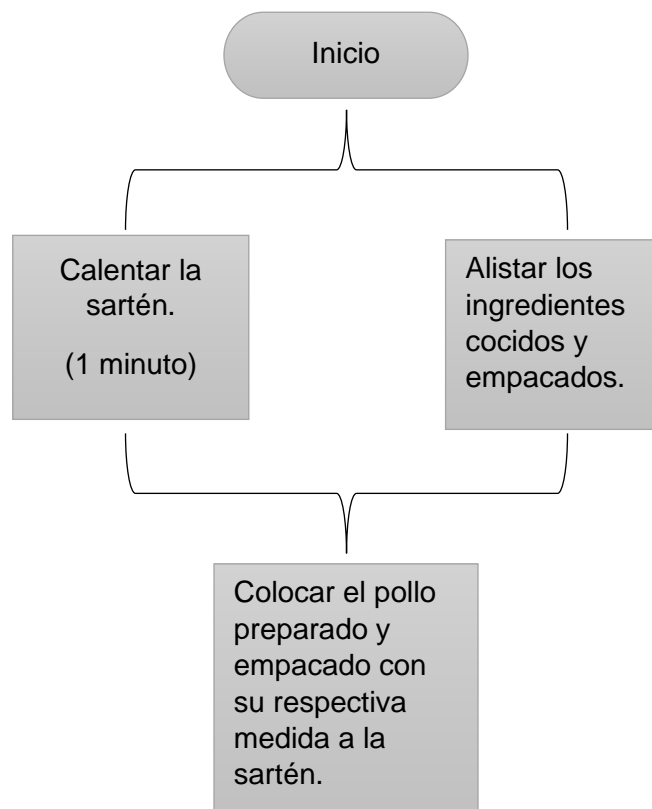 Inicio
Calentar la
sartén.
(1 minuto)
Alistar los
ingredientes
cocidos y
empacados.
Colocar el pollo
preparado y
empacado con
su respectiva
medida a la
sartén.